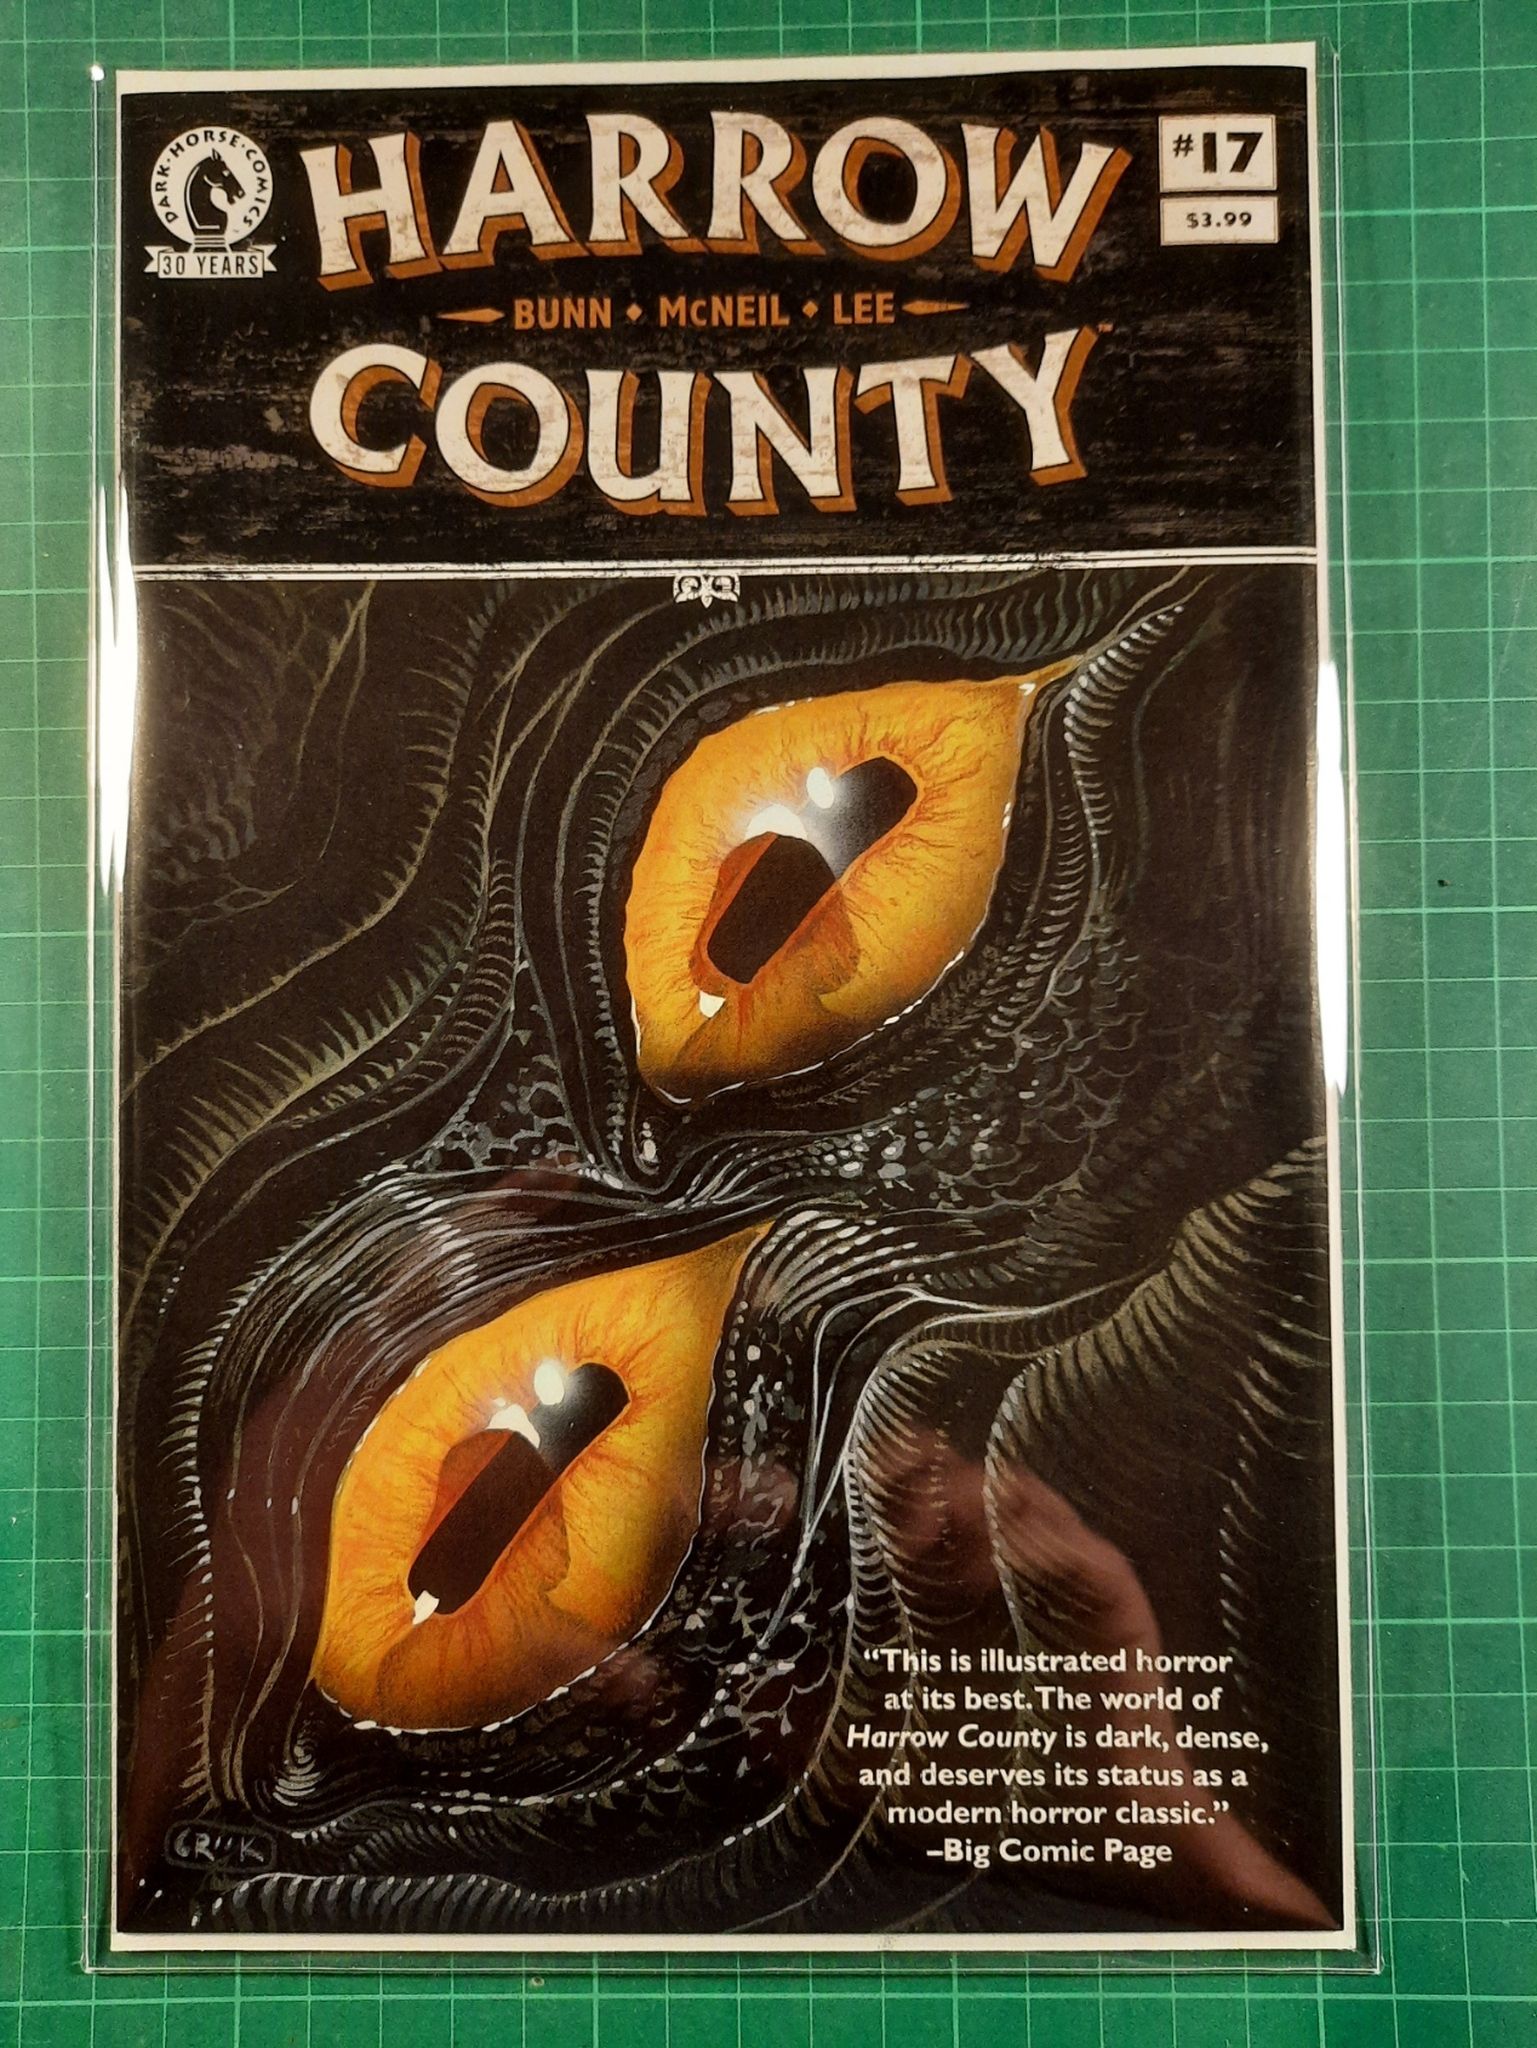 DARK·HORSE·COMICS
30 YEARS
HARROW
#17
$3.99
BUNN • McNEIL • LEE
COUNTY™
“This is illustrated horror
at its best. The world of
Harrow County is dark, dense,
and deserves its status as a
modern horror classic.”
–Big Comic Page
CROOK